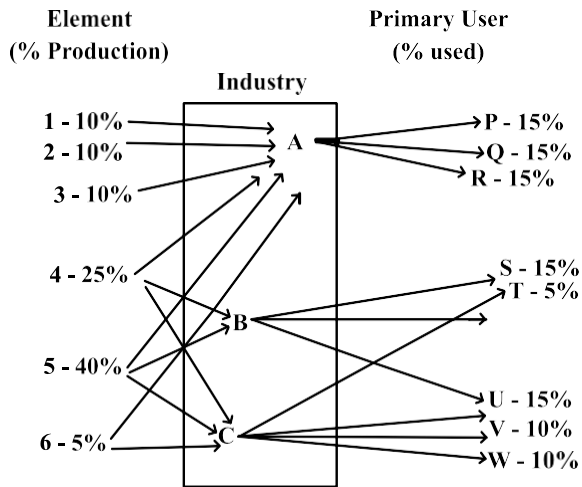 Element
(% Production)
Primary User
(% used)
Industry
1 - 10%
2 - 10%
3 - 10%
4 - 25%
5 - 40%
6 - 5%
A
B
C
P - 15%
Q - 15%
R - 15%
S - 15%
T - 5%
U - 15%
V - 10%
W - 10%